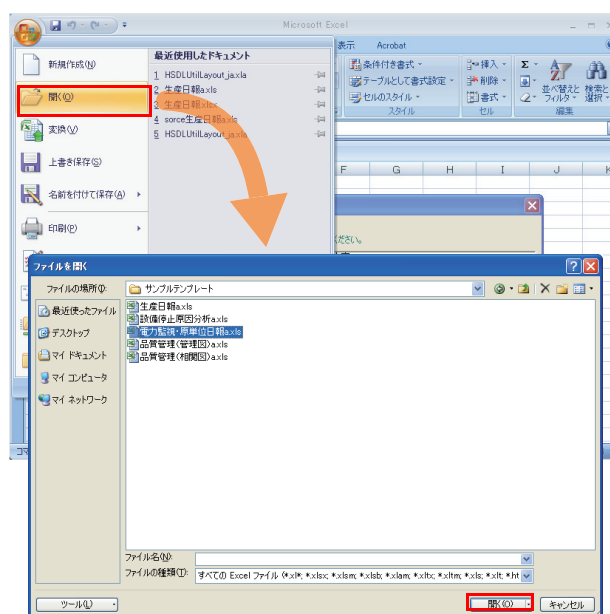 Microsoft Excel
表示 Acrobat
新規作成(N)
開く(O)
変換(V)
上書き保存(S)
名前を付けて保存(A)
印刷(P)
最近使用したドキュメント
1 HSDLUtilLayout_ja.xla
2 生産日報a.xls
3 生産日報.xlsx
4 sorce生産日報a.xls
5 HSDLUtilLayout_ja.xla
条件付き書式
テーブルとして書式設定
セルのスタイル
スタイル
挿入
削除
書式
セル
Σ
並べ替えと
フィルタ
検索と
選択
編集
F G H I J
ください。
ファイルを開く
ファイルの場所(I):
サンプルテンプレート
最近使ったファイル
デスクトップ
マイ ドキュメント
マイ コンピュータ
マイ ネットワーク
生産日報a.xls
設備停止原因分析a.xls
電力監視・原単位日報a.xls
品質管理(管理図)a.xls
品質管理(相関図)a.xls
ファイル名(N):
ファイルの種類(T):
すべての Excel ファイル (*.xl*; *.xlsx; *.xlsm; *.xlsb; *.xlam; *.xltx; *.xltm; *.xls; *.xlt; *.ht
ツール(L)
開く(O)
キャンセル